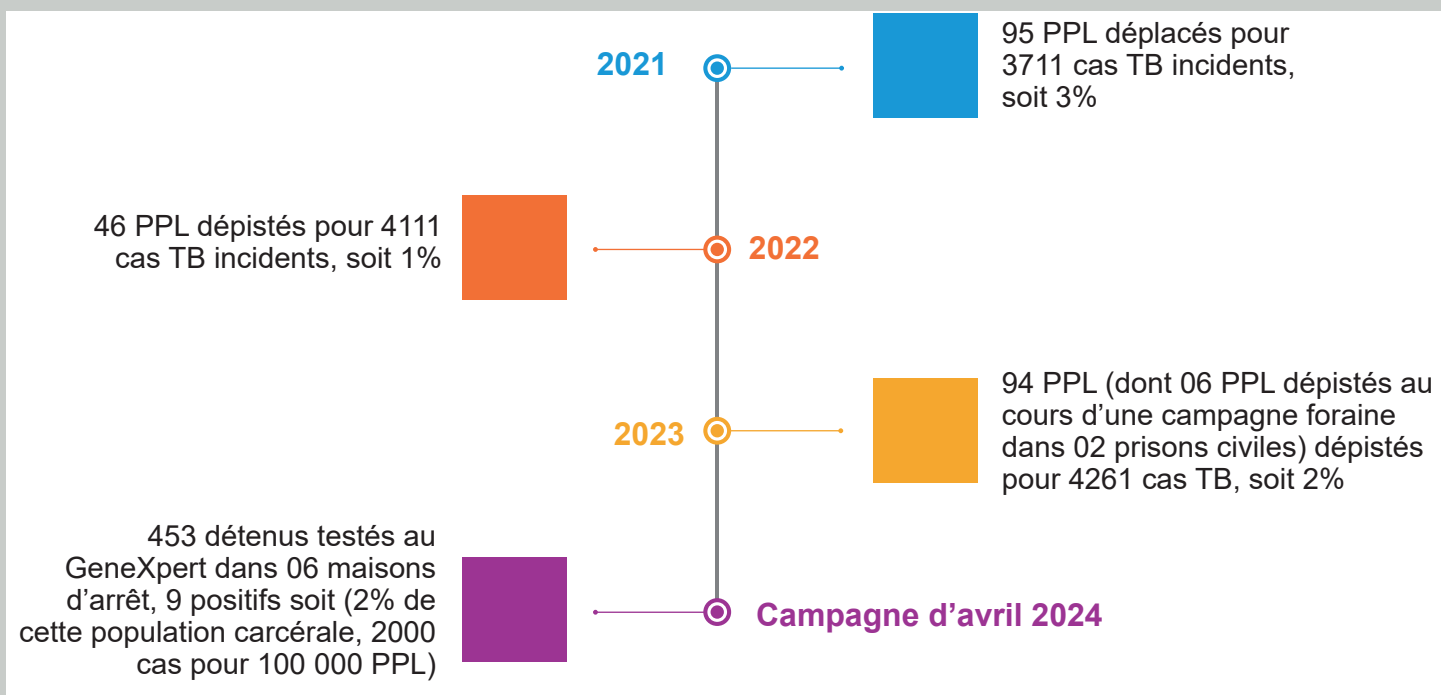 2021
95 PPL déplacés pour
3711 cas TB incidents,
soit 3%
46 PPL dépistés pour 4111
cas TB incidents, soit 1%
2022
2023
94 PPL (dont 06 PPL dépistés au
cours d’une campagne foraine
dans 02 prisons civiles) dépistés
pour 4261 cas TB, soit 2%
453 détenus testés au
GeneXpert dans 06 maisons
d’arrêt, 9 positifs soit (2% de
cette population carcérale, 2000
cas pour 100 000 PPL)
Campagne d’avril 2024